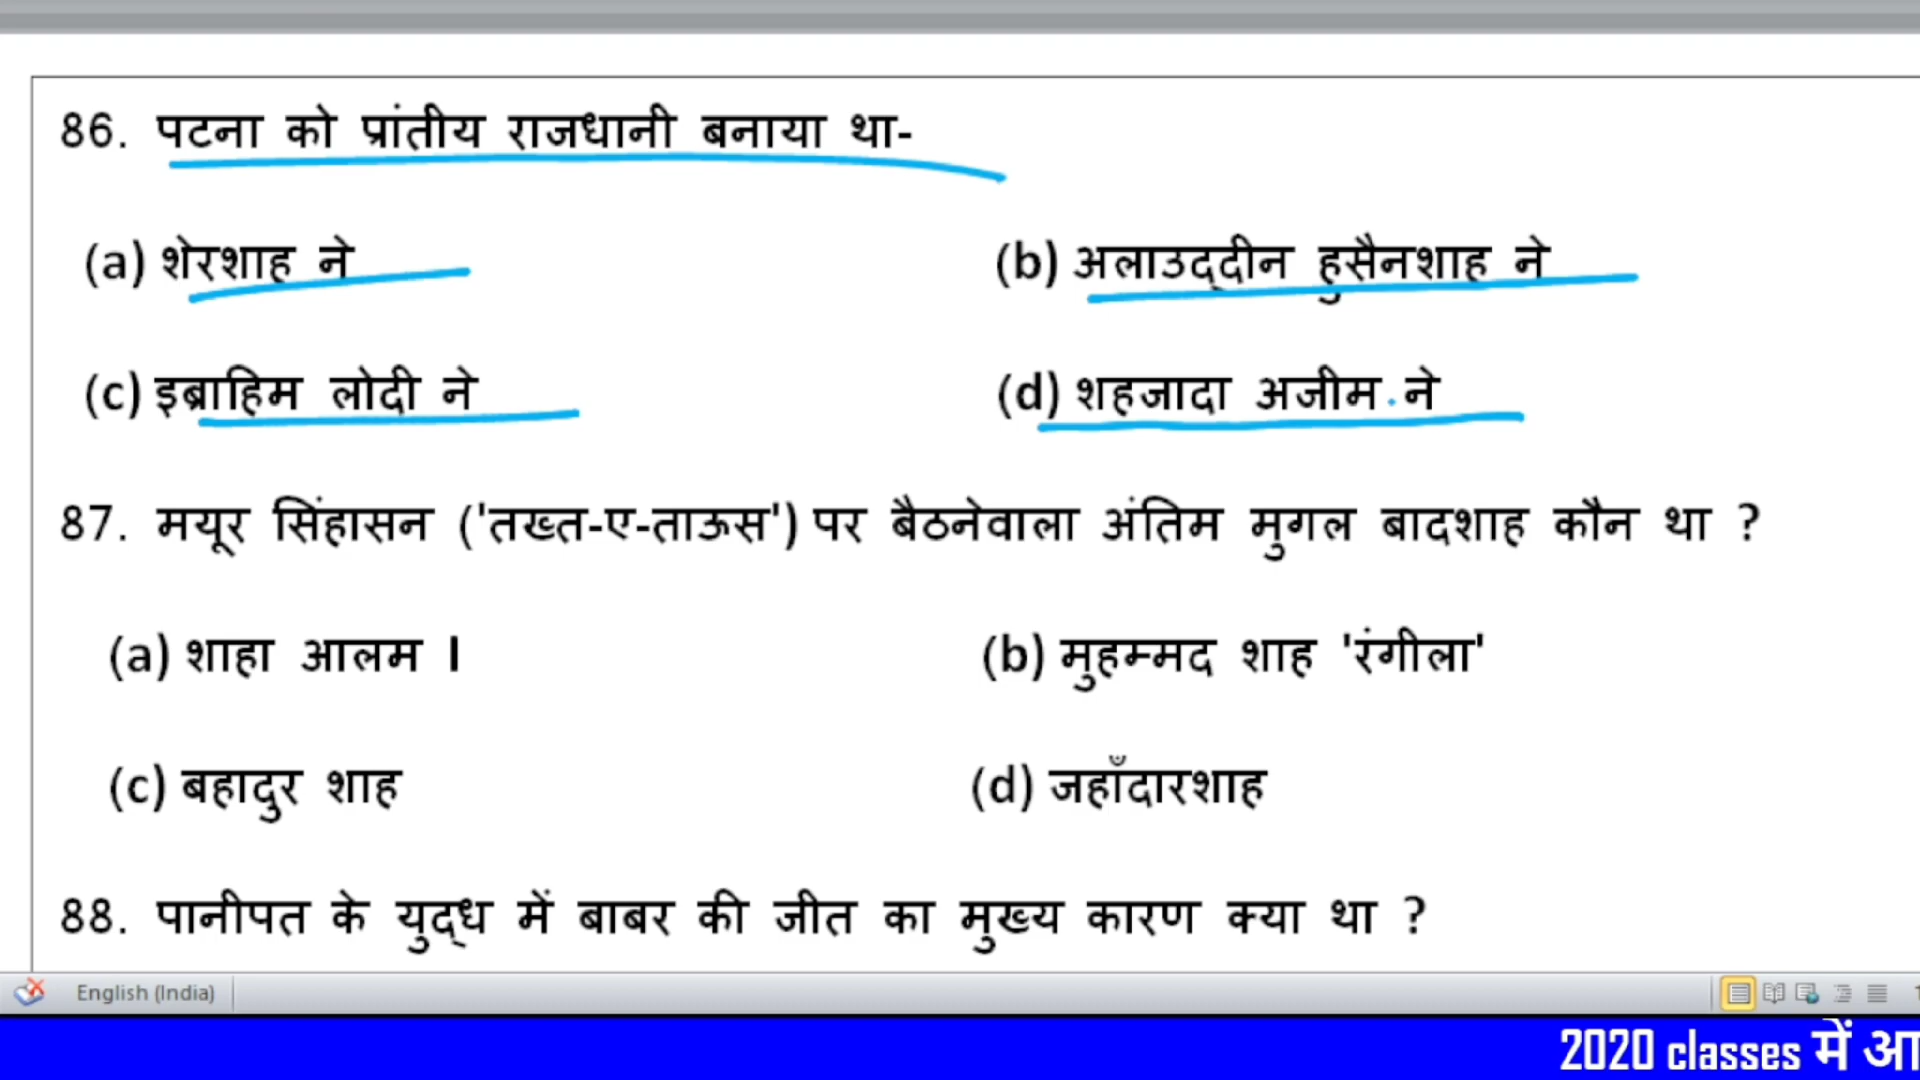 86. पटना को प्रांतीय राजधानी बनाया था-
(a) शेरशाह ने (b) अलाउद्दीन हुसैनशाह ने
(c) इब्राहिम लोदी ने (d) शहजादा अजीम ने
87. मयूर सिंहासन ('तख्त-ए-ताऊस') पर बैठनेवाला अंतिम मुगल बादशाह कौन था ?
(a) शाहा आलम I (b) मुहम्मद शाह 'रंगीला'
(c) बहादुर शाह (d) जहाँदारशाह
88. पानीपत के युद्ध में बाबर की जीत का मुख्य कारण क्या था ?
English (India)
2020 classes में आ